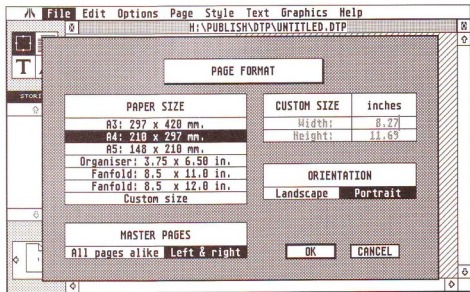 File Edit Options Page Style Text Graphics Help
H:\PUBLISH\DTP\UNTITLED.DTP
T
STORI
PAGE FORMAT
PAPER SIZE
A3: 297 x 420 mm.
A4: 210 x 297 mm.
A5: 148 x 210 mm.
Organiser: 3.75 x 6.50 in.
Fanfold: 8.5 x 11.0 in.
Fanfold: 8.5 x 12.0 in.
Custom size
CUSTOM SIZE inches
Width: 8.27
Height: 11.69
ORIENTATION
Landscape Portrait
MASTER PAGES
All pages alike Left & right
OK CANCEL